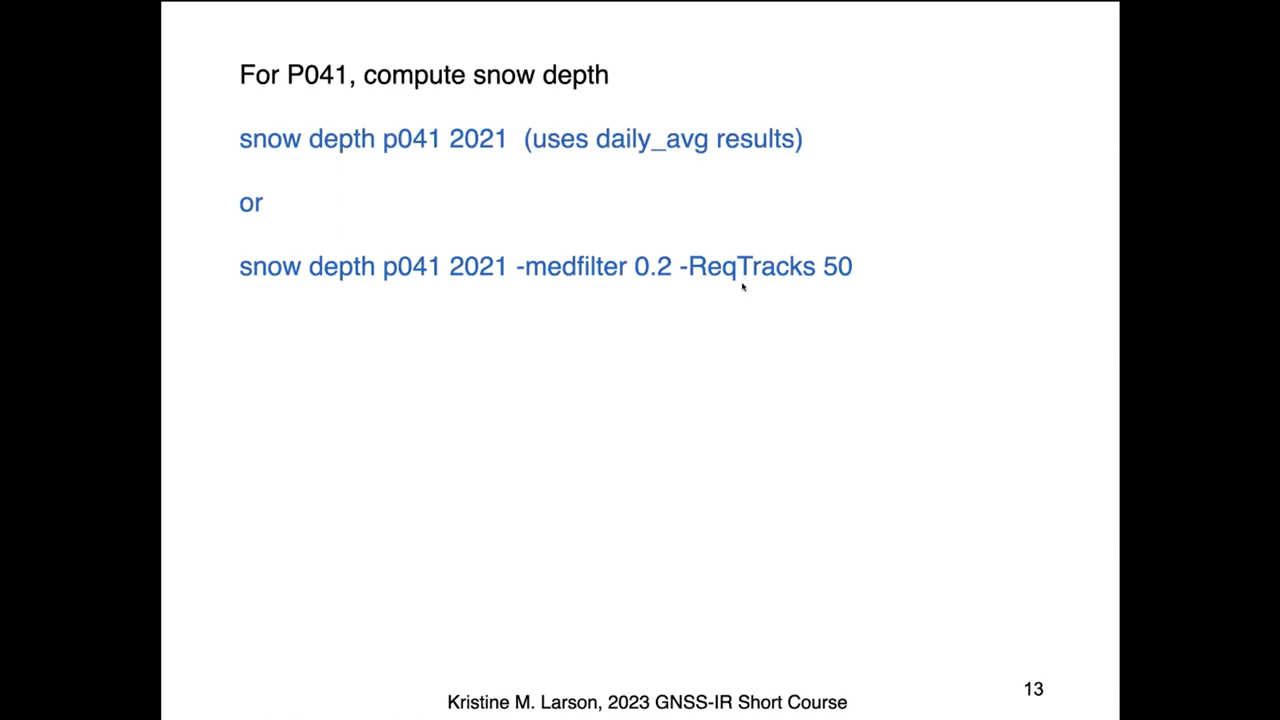 For P041, compute snow depth
snow depth p041 2021 (uses daily_avg results)
or
snow depth p041 2021 -medfilter 0.2 -ReqTracks 50
13
Kristine M. Larson, 2023 GNSS-IR Short Course